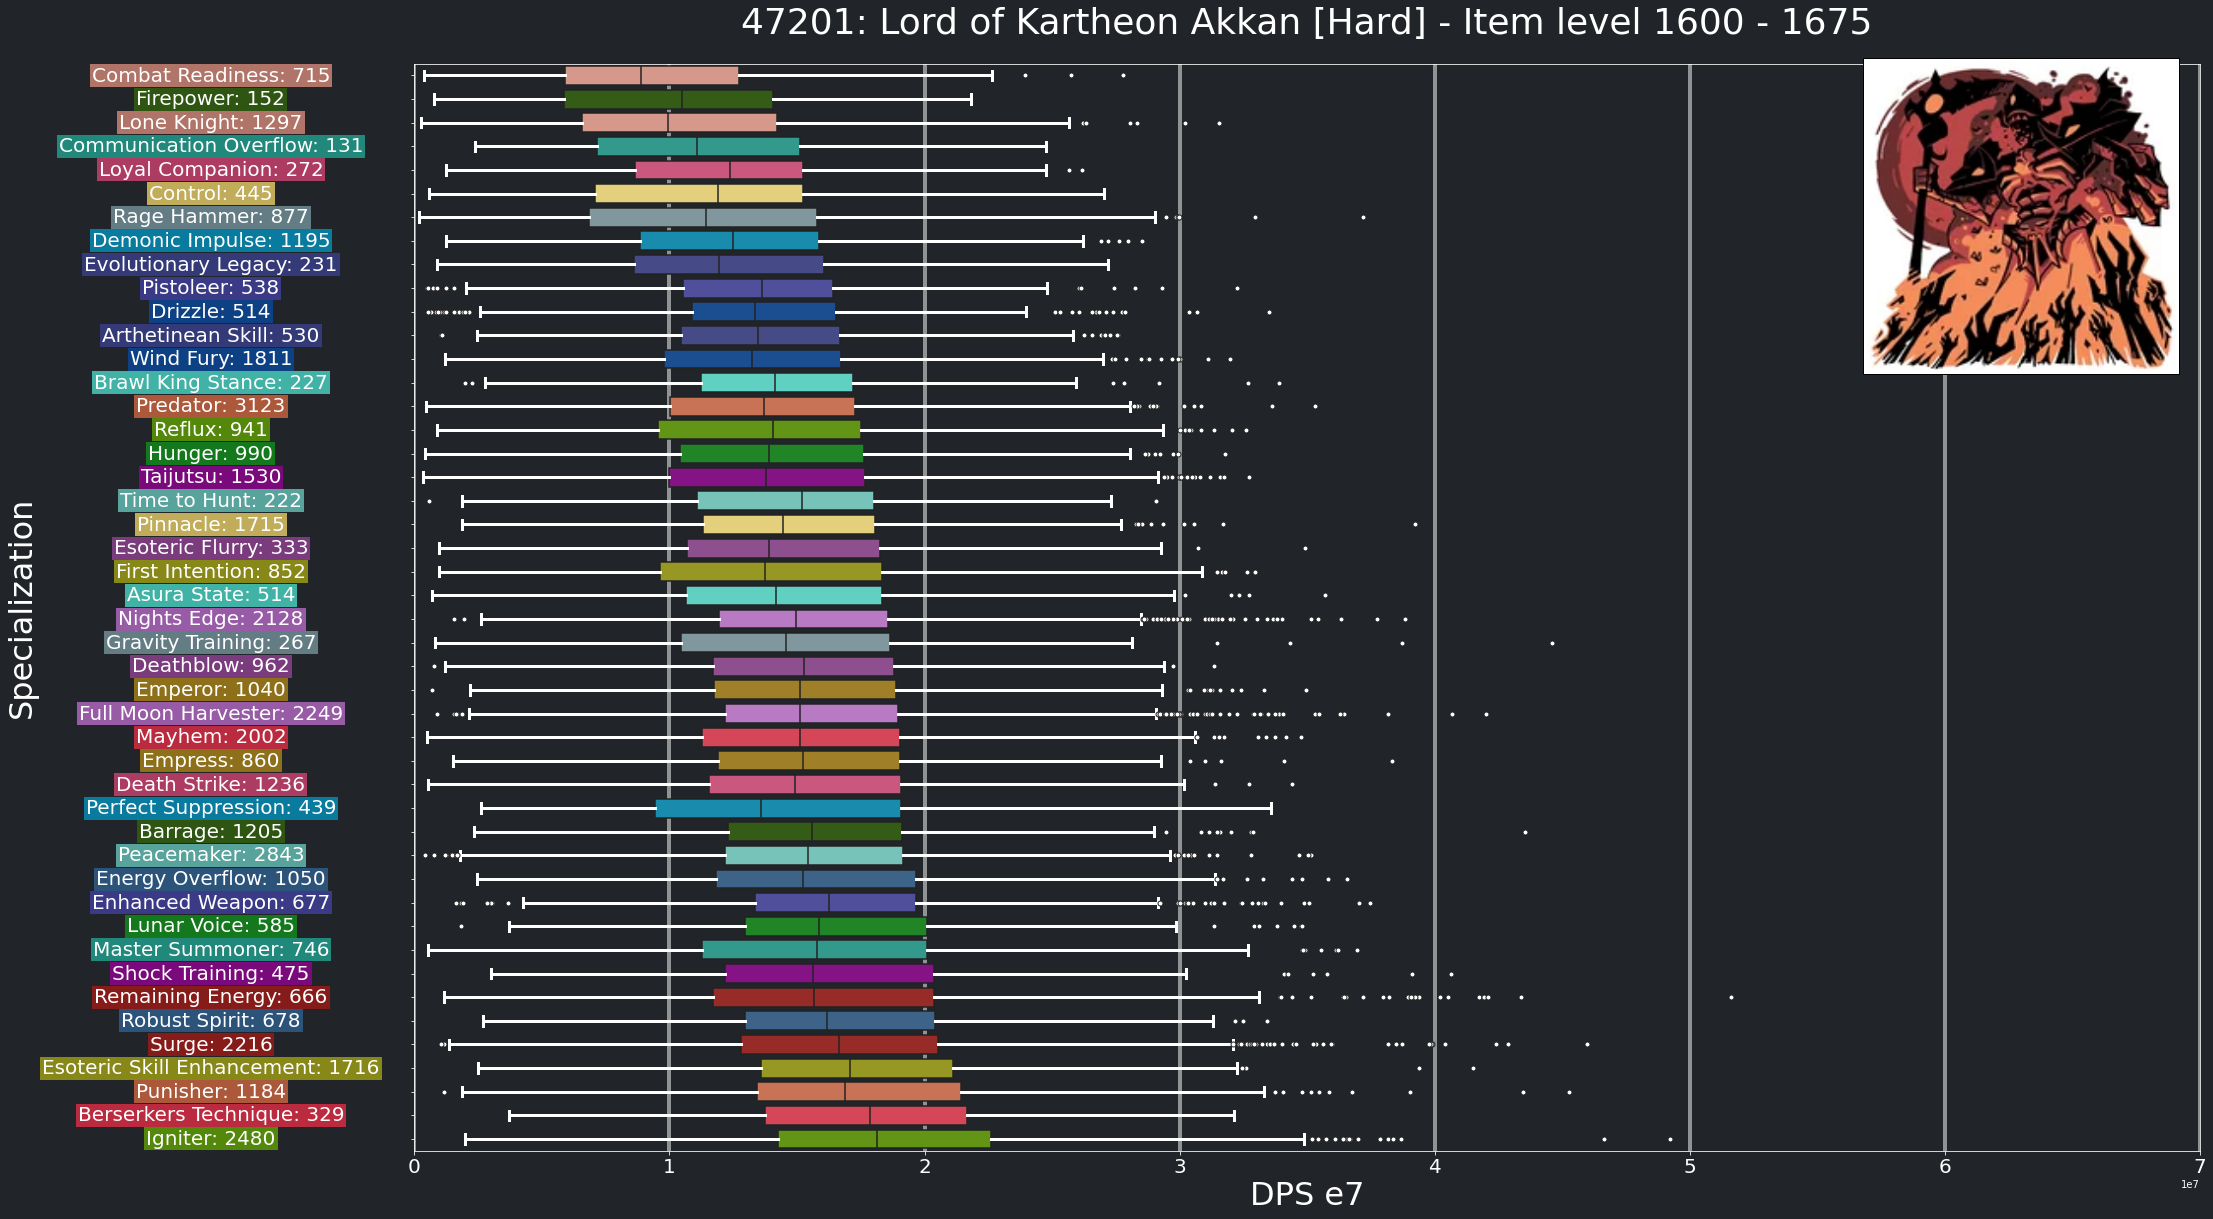 47201: Lord of Kartheon Akkan [Hard] - Item level 1600 - 1675
Specialization
Combat Readiness: 715
Firepower: 152
Lone Knight: 1297
Communication Overflow: 131
Loyal Companion: 272
Control: 445
Rage Hammer: 877
Demonic Impulse: 1195
Evolutionary Legacy: 231
Pistoleer: 538
Drizzle: 514
Arthetinean Skill: 530
Wind Fury: 1811
Brawl King Stance: 227
Predator: 3123
Reflux: 941
Hunger: 990
Taijutsu: 1530
Time to Hunt: 222
Pinnacle: 1715
Esoteric Flurry: 333
First Intention: 852
Asura State: 514
Nights Edge: 2128
Gravity Training: 267
Deathblow: 962
Emperor: 1040
Full Moon Harvester: 2249
Mayhem: 2002
Empress: 860
Death Strike: 1236
Perfect Suppression: 439
Barrage: 1205
Peacemaker: 2843
Energy Overflow: 1050
Enhanced Weapon: 677
Lunar Voice: 585
Master Summoner: 746
Shock Training: 475
Remaining Energy: 666
Robust Spirit: 678
Surge: 2216
Esoteric Skill Enhancement: 1716
Punisher: 1184
Berserkers Technique: 329
Igniter: 2480
0 1 2 3 4 5 6 7
1e7
DPS e7